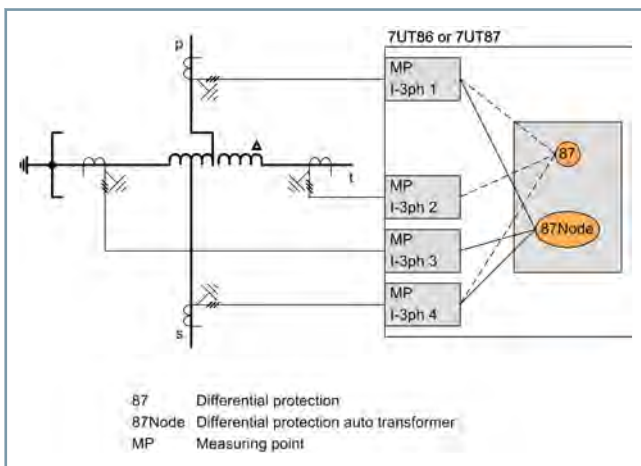 7UT86 or 7UT87
p
MP
I-3ph 1
87
Δ
t
MP
I-3ph 2
87Node
MP
I-3ph 3
MP
I-3ph 4
s
87 Differential protection
87Node Differential protection auto transformer
MP Measuring point